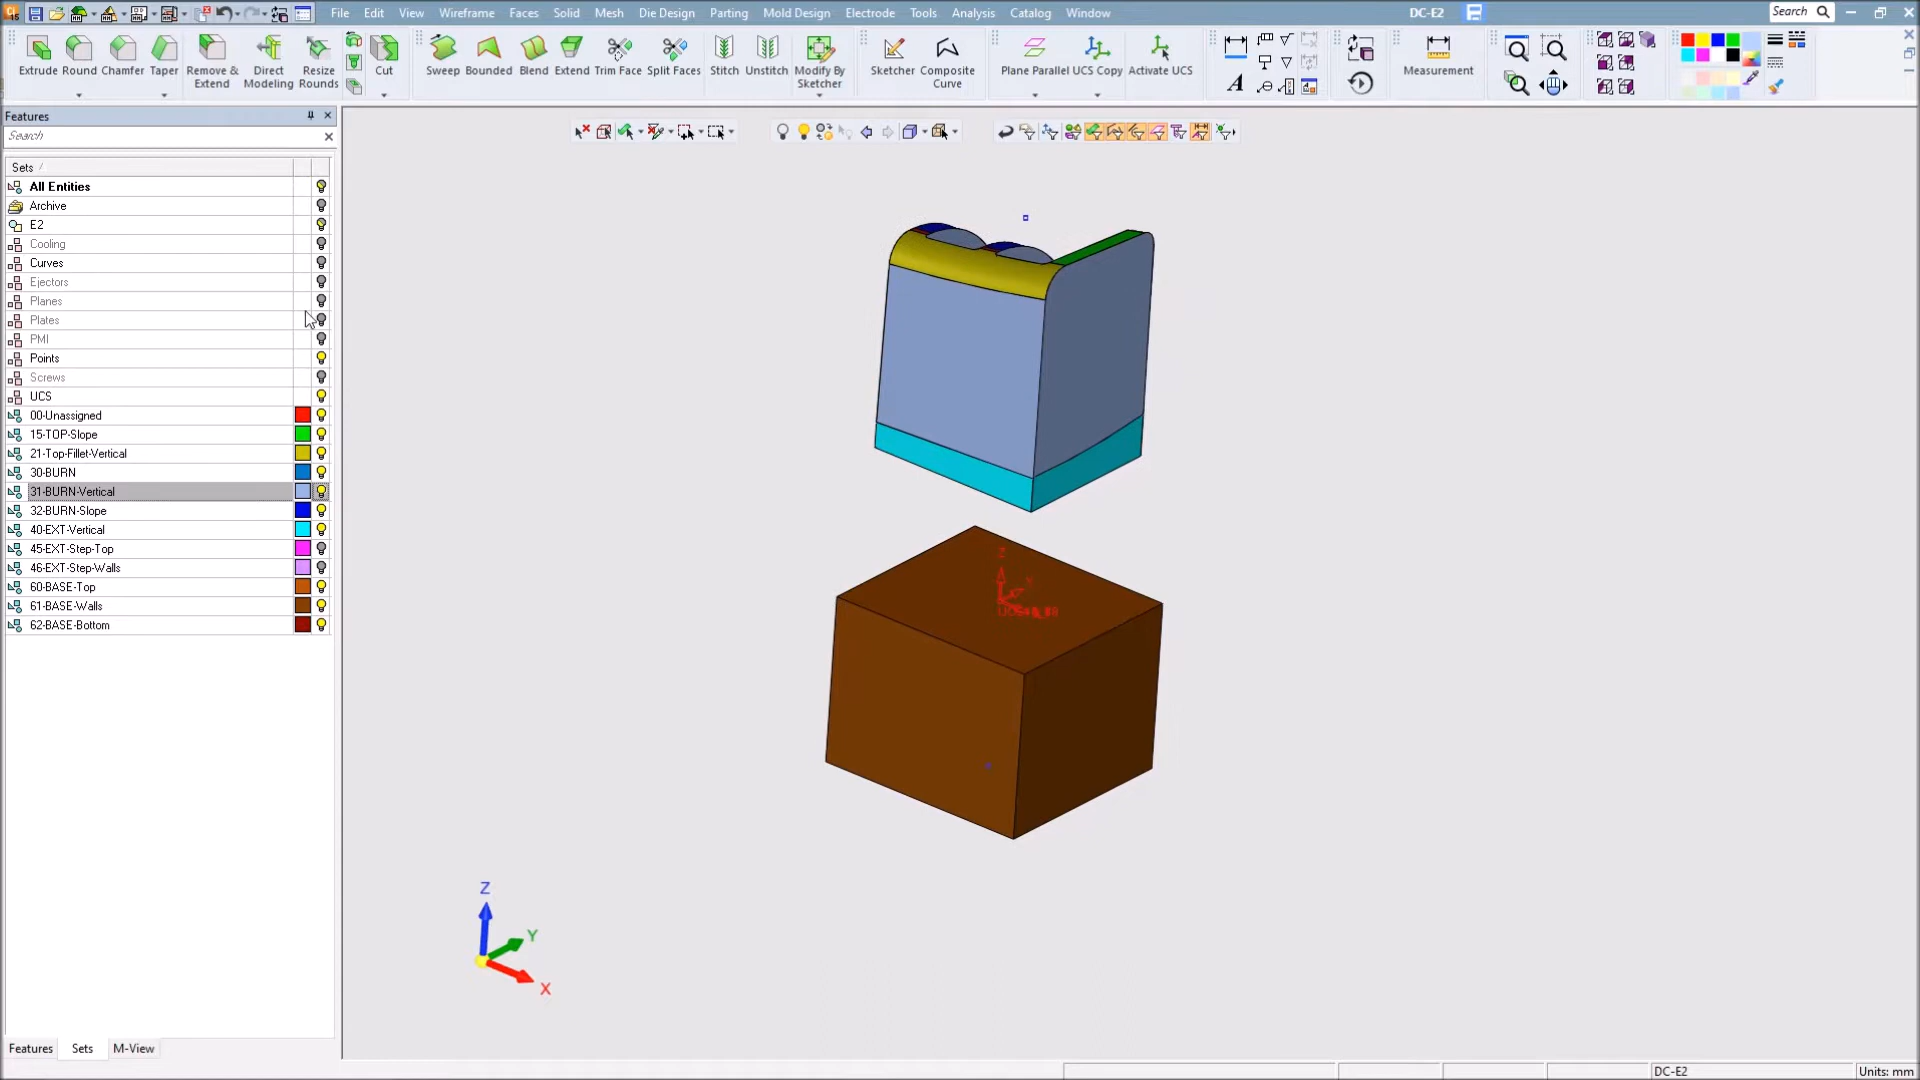 File Edit View Wireframe Faces Solid Mesh Die Design Parting Mold Design Electrode Tools Analysis Catalog Window DC-E2 Search
Extrude Round Chamfer Taper Remove & Extend Direct Modeling Resize Rounds Cut Sweep Bounded Blend Extend Trim Face Split Faces Stitch Unstitch Modify By Sketcher Sketcher Composite Curve Plane Parallel UCS Copy Activate UCS A Measurement
Features
Search
Sets
All Entities
Archive
E2
Cooling
Curves
Ejectors
Planes
Plates
PMI
Points
Screws
UCS
00-Unassigned
15-TOP-Slope
21-Top-Fillet-Vertical
30-BURN
31-BURN-Vertical
32-BURN-Slope
40-EXT-Vertical
45-EXT-Step-Top
46-EXT-Step-Walls
60-BASE-Top
61-BASE-Walls
62-BASE-Bottom
Z
Z
Y
X
Features Sets M-View
DC-E2 Units: mm